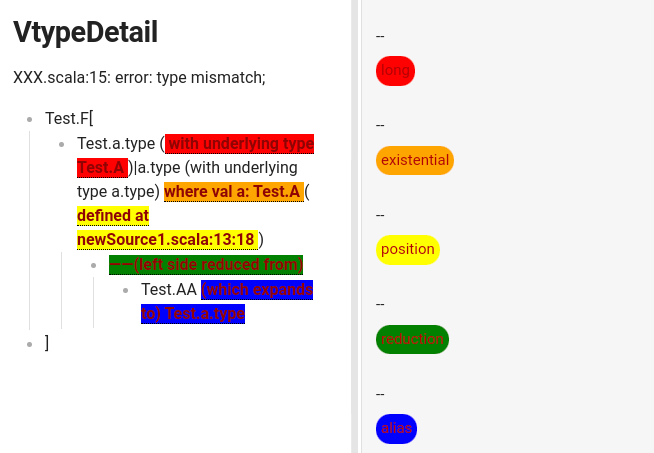 VtypeDetail
XXX.scala:15: error: type mismatch;
Test.F[
Test.a.type ( with underlying type
Test.A )|a.type (with underlying
type a.type) where val a: Test.A (
defined at
newSource1.scala:13:18 )
——(left side reduced from)
Test.AA (which expands
to) Test.a.type
]
--
long
--
existential
--
position
--
reduction
--
alias